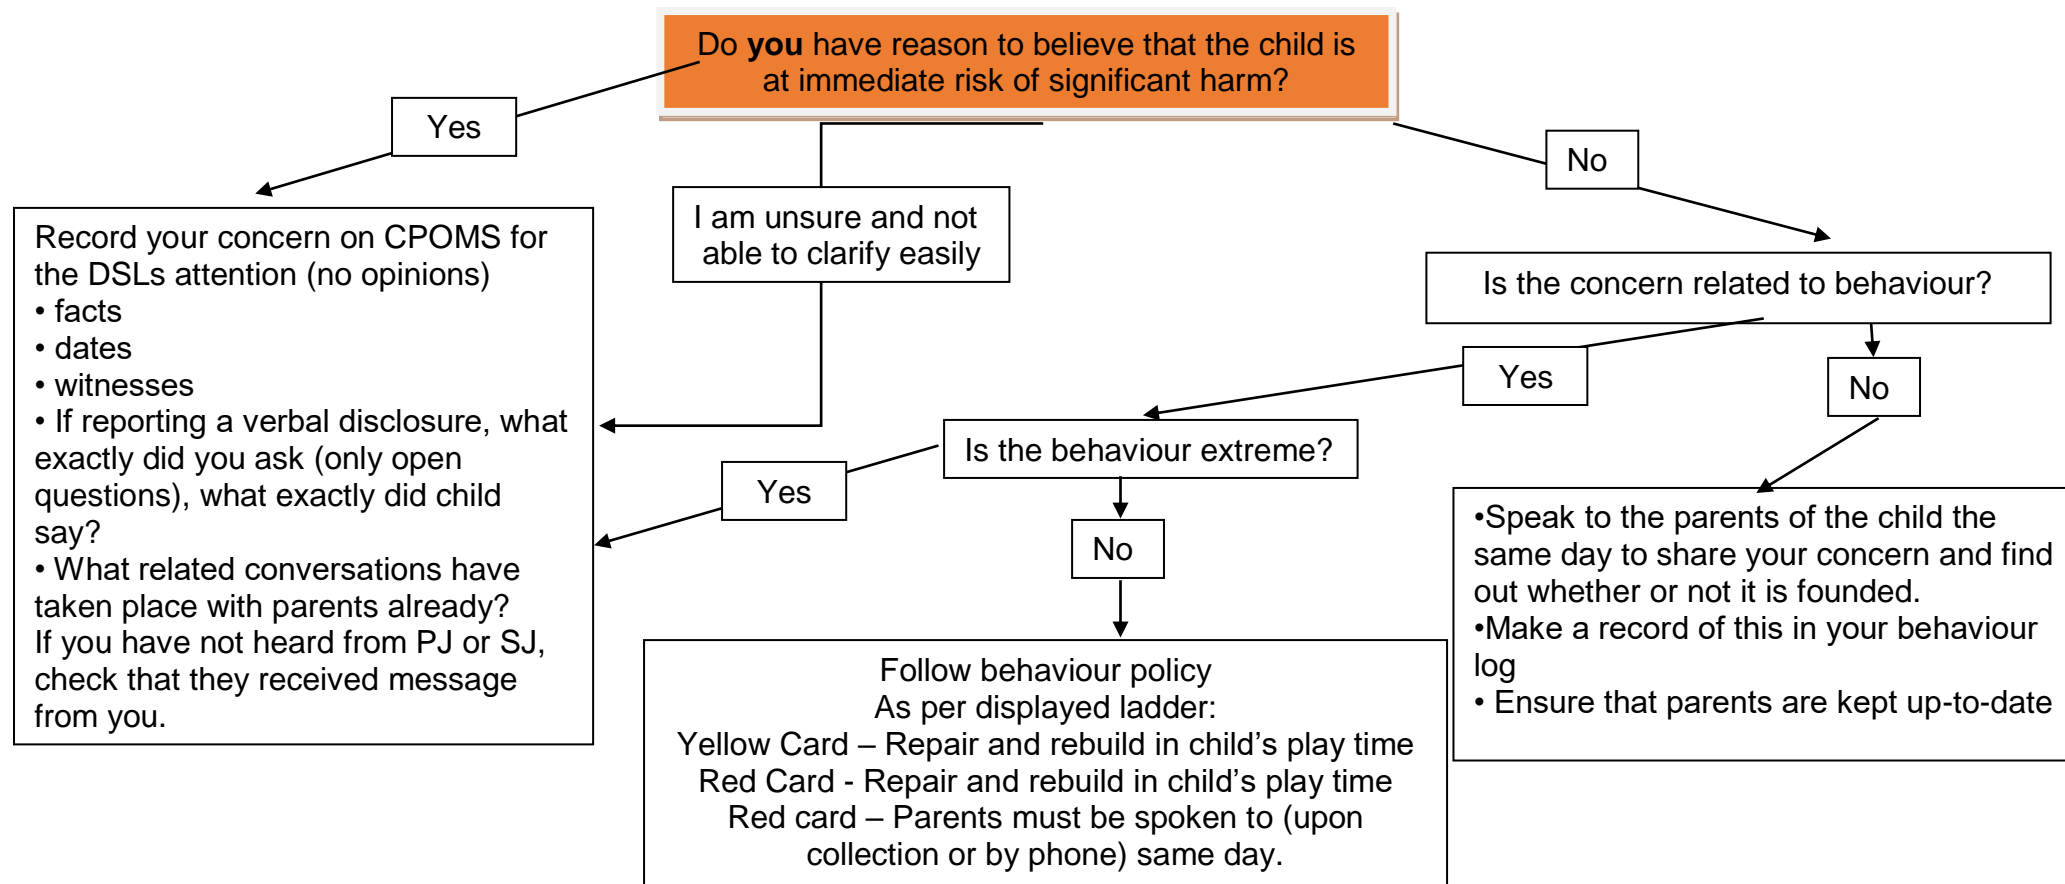 Do you have reason to believe that the child is
at immediate risk of significant harm?
Yes
No
I am unsure and not
able to clarify easily
Record your concern on CPOMS for
the DSLs attention (no opinions)
• facts
• dates
• witnesses
• If reporting a verbal disclosure, what
exactly did you ask (only open
questions), what exactly did child
say?
• What related conversations have
taken place with parents already?
If you have not heard from PJ or SJ,
check that they received message
from you.
Is the concern related to behaviour?
Yes
No
Is the behaviour extreme?
Yes
No
•Speak to the parents of the child the
same day to share your concern and find
out whether or not it is founded.
•Make a record of this in your behaviour
log
• Ensure that parents are kept up-to-date
Follow behaviour policy
As per displayed ladder:
Yellow Card – Repair and rebuild in child’s play time
Red Card - Repair and rebuild in child’s play time
Red card – Parents must be spoken to (upon
collection or by phone) same day.